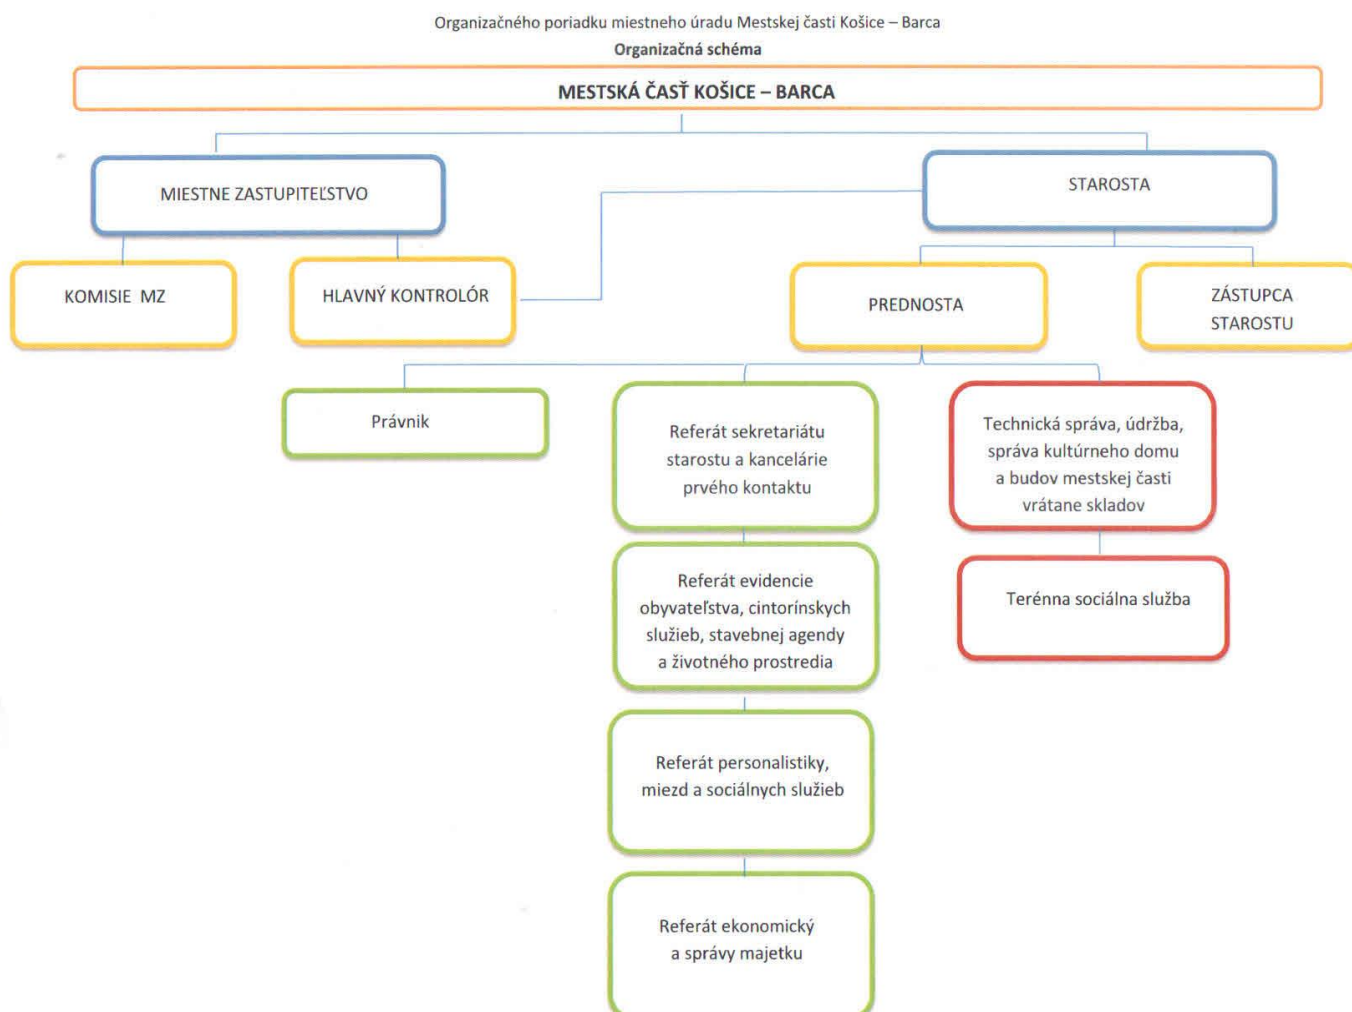 Organizačného poriadku miestneho úradu Mestskej časti Košice – Barca
Organizačná schéma
MESTSKÁ ČASŤ KOŠICE – BARCA
MIESTNE ZASTUPITEĽSTVO
STAROSTA
KOMISIE MZ
HLAVNÝ KONTROLÓR
PREDNOSTA
ZÁSTUPCA
STAROSTU
Právnik
Referát sekretariátu
starostu a kancelárie
prvého kontaktu
Technická správa, údržba,
správa kultúrneho domu
a budov mestskej časti
vrátane skladov
Referát evidencie
obyvateľstva, cintorínskych
služieb, stavebnej agendy
a životného prostredia
Terénna sociálna služba
Referát personalistiky,
miezd a sociálnych služieb
Referát ekonomický
a správy majetku